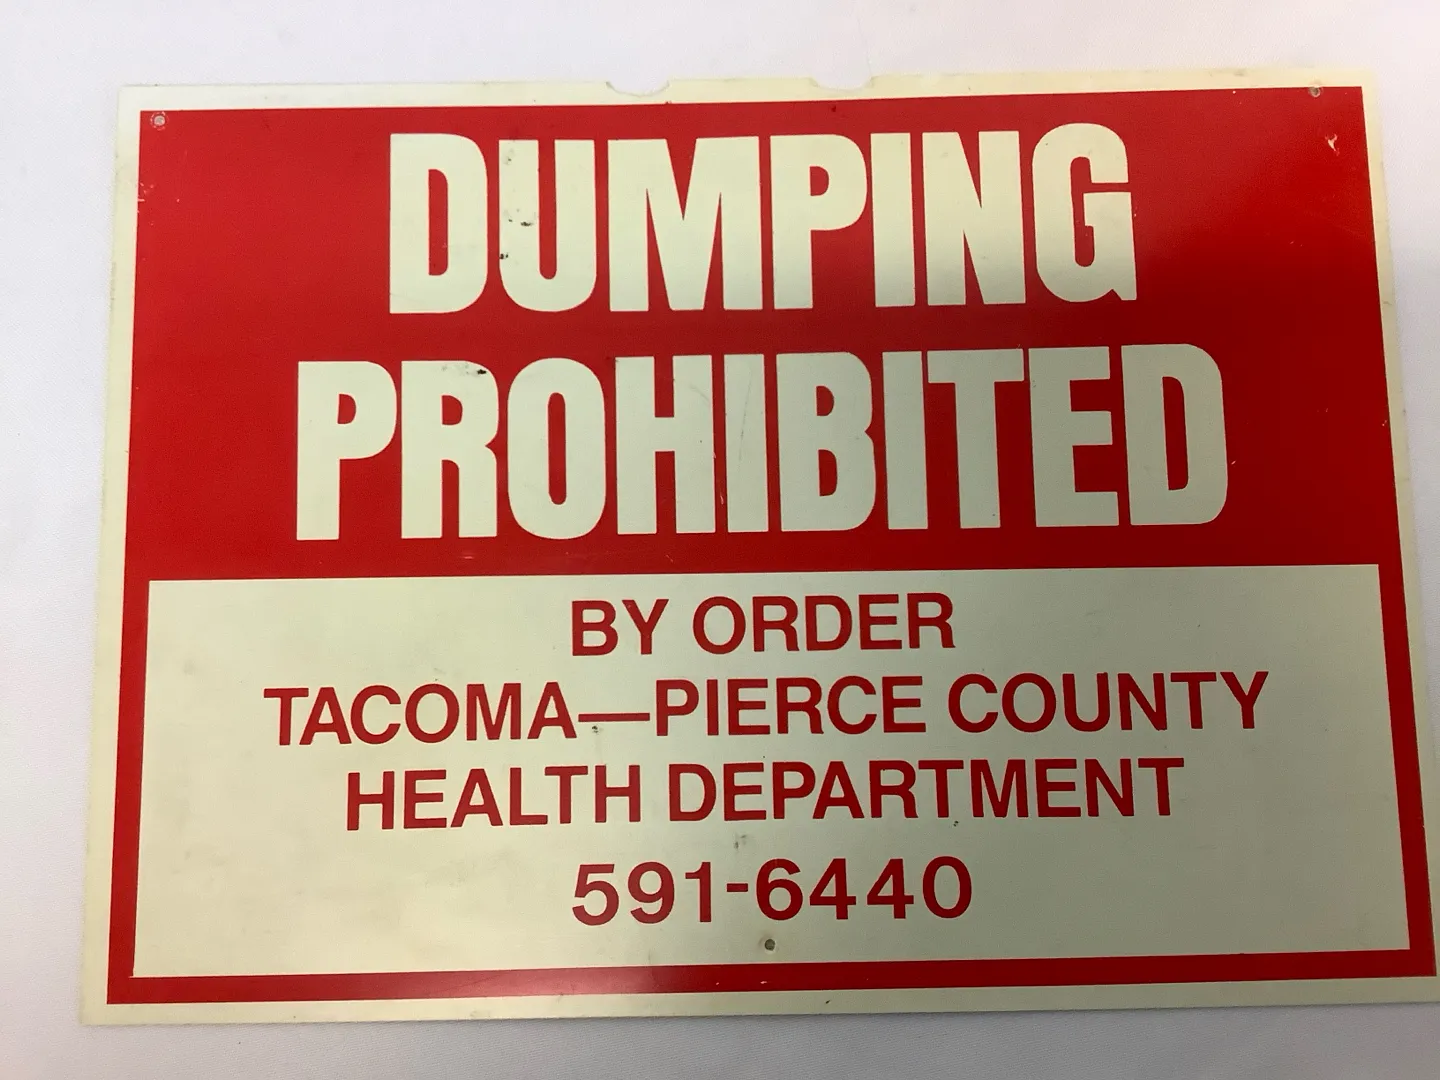 DUMPING
PROHIBITED
BY ORDER
TACOMA—PIERCE COUNTY
HEALTH DEPARTMENT
591-6440